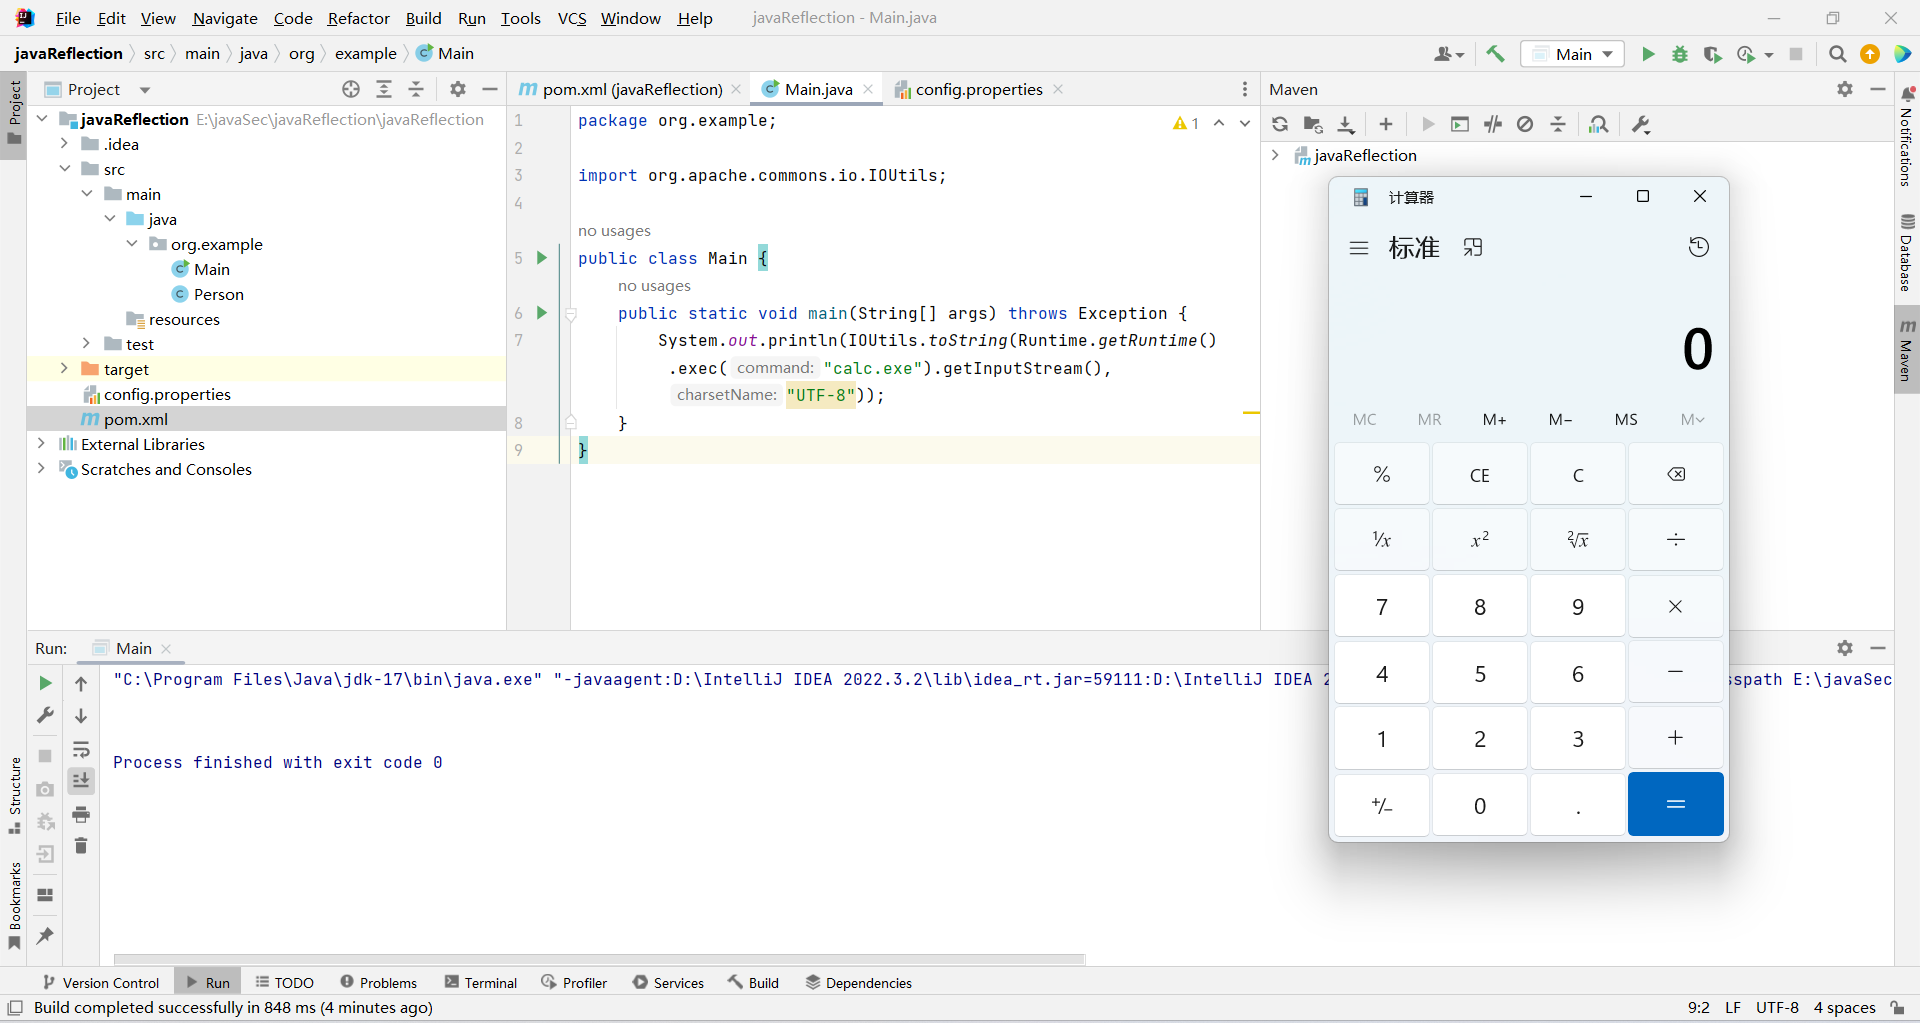 File Edit View Navigate Code Refactor Build Run Tools VCS Window Help javaReflection - Main.java
javaReflection src main java org example Main
Main
Project
pom.xml (javaReflection) Main.java config.properties
Maven
javaReflection E:\javaSec\javaReflection\javaReflection
.idea
src
main
java
org.example
Main
Person
resources
test
target
config.properties
pom.xml
External Libraries
Scratches and Consoles
1 package org.example;
2
3 import org.apache.commons.io.IOUtils;
4
no usages
5 public class Main {
no usages
6 public static void main(String[] args) throws Exception {
7 System.out.println(IOUtils.toString(Runtime.getRuntime()
.exec( command: "calc.exe").getInputStream(),
charsetName: "UTF-8"));
8 }
9 }
1
javaReflection
计算器
标准
0
MC MR M+ M− MS M
% CE C
1/x x² ²√x ÷
7 8 9 ×
4 5 6 −
1 2 3 +
+/− 0 . =
Project
Structure
Bookmarks
Notifications
Database
Maven
Run: Main
"C:\Program Files\Java\jdk-17\bin\java.exe" "-javaagent:D:\IntelliJ IDEA 2022.3.2\lib\idea_rt.jar=59111:D:\IntelliJ IDEA 2 sspath E:\javaSec
Process finished with exit code 0
Version Control Run TODO Problems Terminal Profiler Services Build Dependencies
Build completed successfully in 848 ms (4 minutes ago)
9:2 LF UTF-8 4 spaces